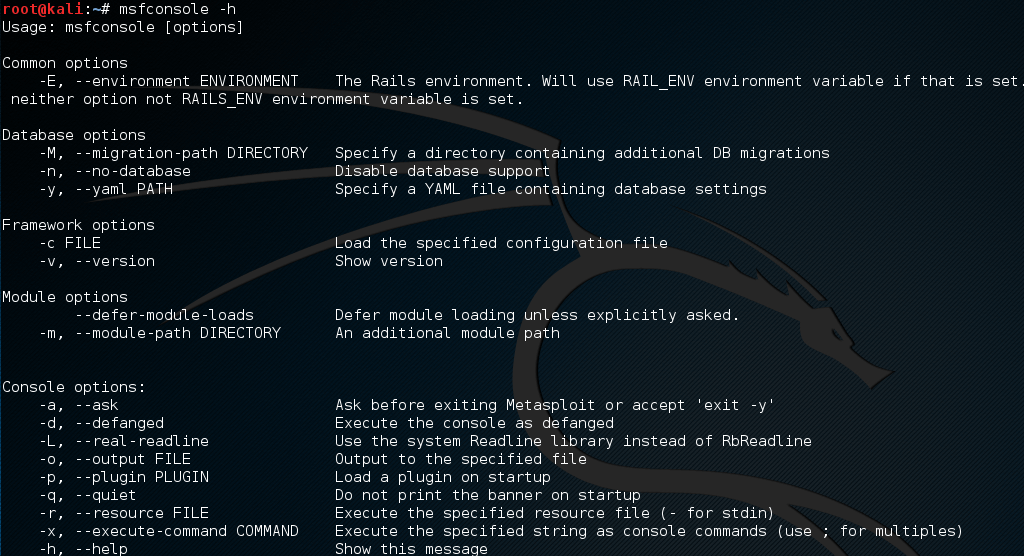 root@kali:~# msfconsole -h
Usage: msfconsole [options]
Common options
-E, --environment ENVIRONMENT The Rails environment. Will use RAIL_ENV environment variable if that is set.
neither option not RAILS_ENV environment variable is set.
Database options
-M, --migration-path DIRECTORY Specify a directory containing additional DB migrations
-n, --no-database Disable database support
-y, --yaml PATH Specify a YAML file containing database settings
Framework options
-c FILE Load the specified configuration file
-v, --version Show version
Module options
--defer-module-loads Defer module loading unless explicitly asked.
-m, --module-path DIRECTORY An additional module path
Console options:
-a, --ask Ask before exiting Metasploit or accept 'exit -y'
-d, --defanged Execute the console as defanged
-L, --real-readline Use the system Readline library instead of RbReadline
-o, --output FILE Output to the specified file
-p, --plugin PLUGIN Load a plugin on startup
-q, --quiet Do not print the banner on startup
-r, --resource FILE Execute the specified resource file (- for stdin)
-x, --execute-command COMMAND Execute the specified string as console commands (use ; for multiples)
-h, --help Show this message